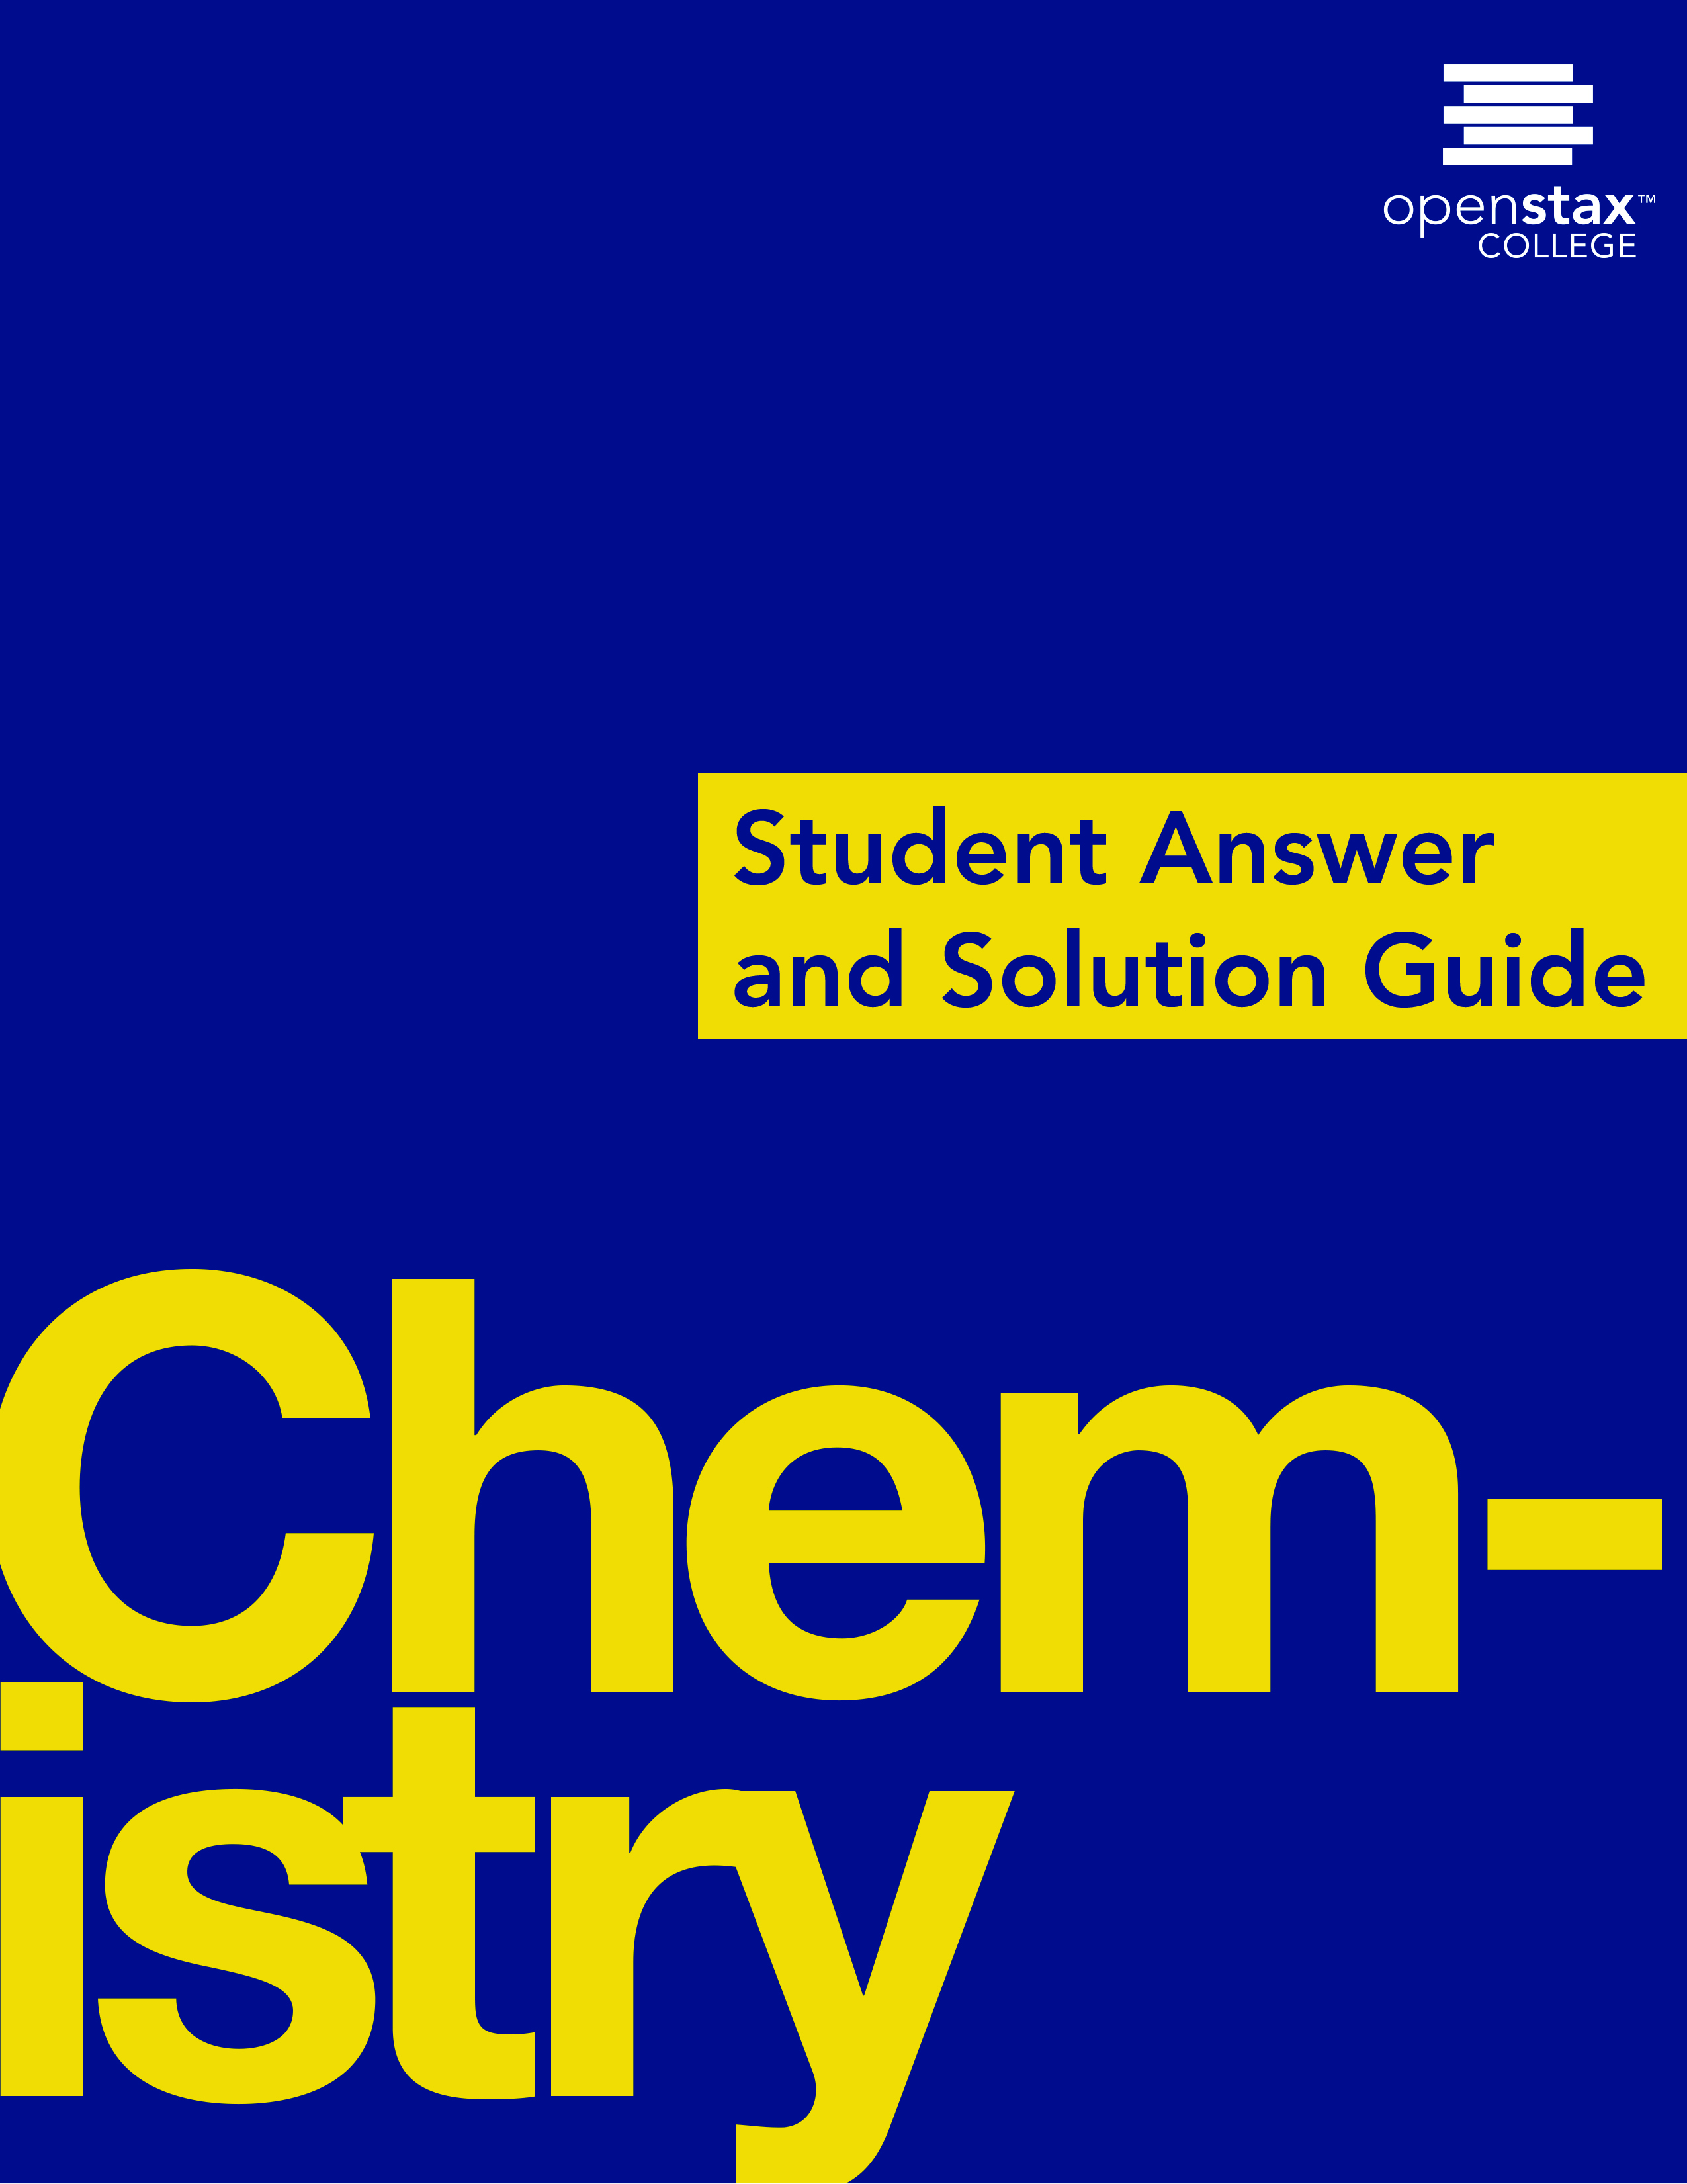 openstax™
COLLEGE
Student Answer
and Solution Guide
Chem-
istry